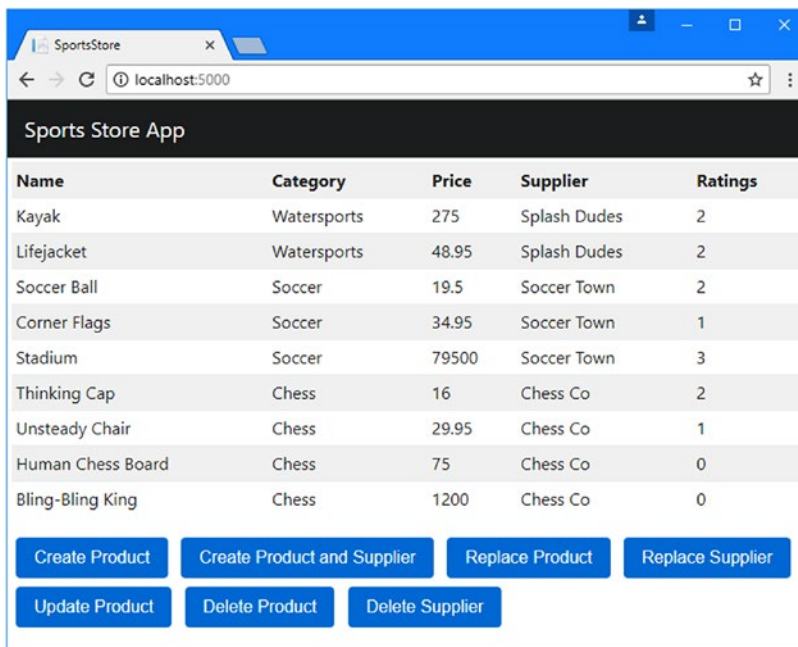 SportsStore
localhost:5000
Sports Store App
Name Category Price Supplier Ratings
Kayak Watersports 275 Splash Dudes 2
Lifejacket Watersports 48.95 Splash Dudes 2
Soccer Ball Soccer 19.5 Soccer Town 2
Corner Flags Soccer 34.95 Soccer Town 1
Stadium Soccer 79500 Soccer Town 3
Thinking Cap Chess 16 Chess Co 2
Unsteady Chair Chess 29.95 Chess Co 1
Human Chess Board Chess 75 Chess Co 0
Bling-Bling King Chess 1200 Chess Co 0
Create Product Create Product and Supplier Replace Product Replace Supplier
Update Product Delete Product Delete Supplier